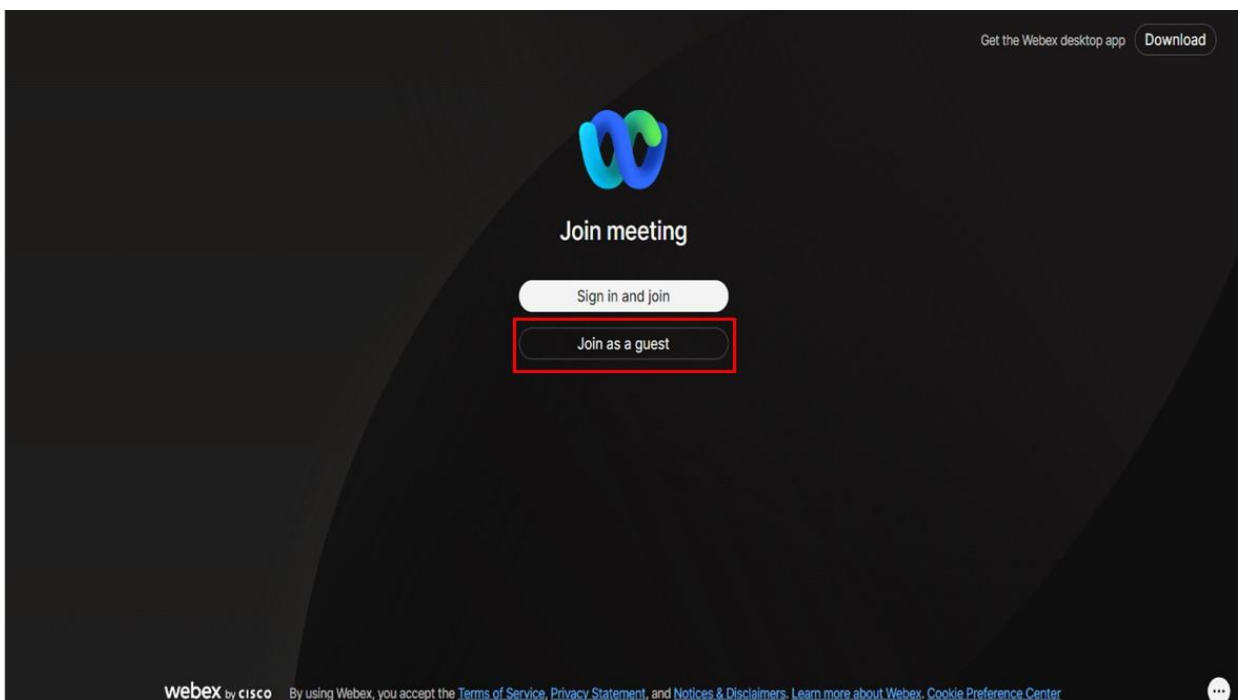 Get the Webex desktop app Download
Join meeting
Sign in and join
Join as a guest
webex by CISCO By using Webex, you accept the Terms of Service, Privacy Statement, and Notices & Disclaimers. Learn more about Webex. Cookie Preference Center